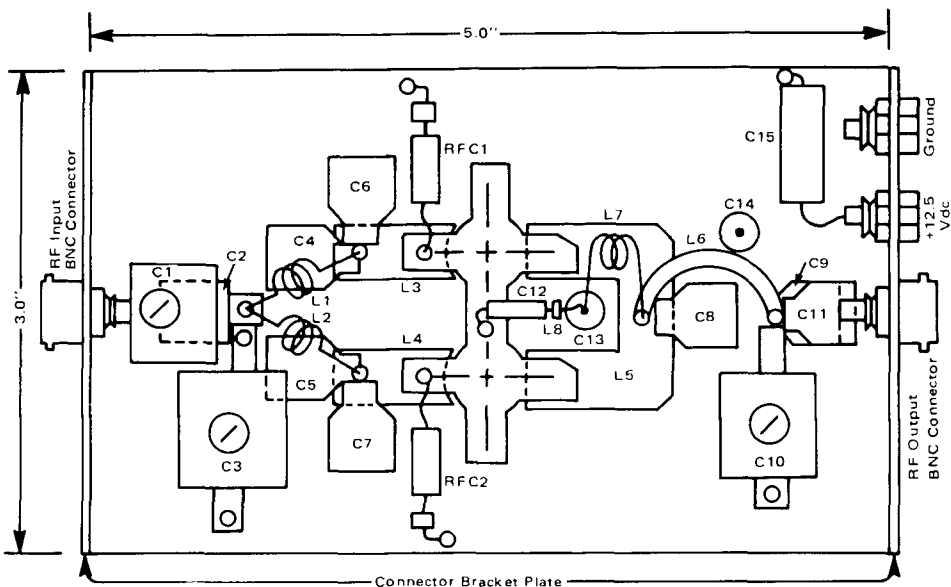 5.0"
3.0"
RF Input
BNC Connector
C1
C2
C3
C4
C5
C6
C7
L1
L2
L3
L4
RFC1
RFC2
C12
L8
C13
L7
L5
L6
C8
C14
C9
C11
C10
C15
Ground
+12.5
Vdc
RF Output
BNC Connector
Connector Bracket Plate